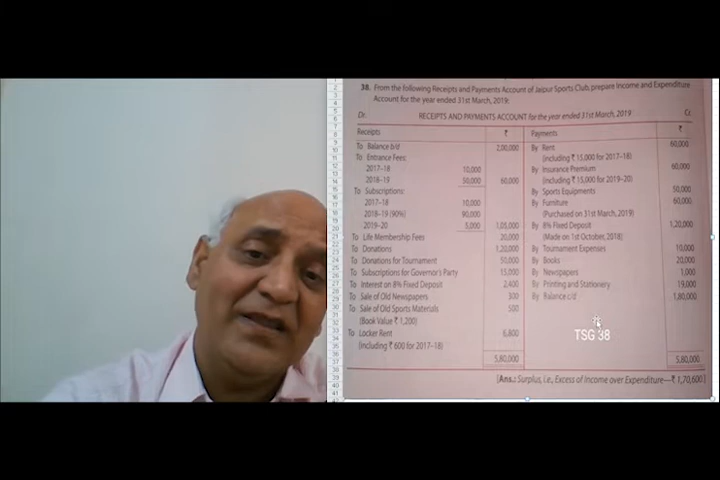 38. From the following Receipts and Payments Account of Jaipur Sports Club, prepare Income and Expenditure
Account for the year ended 31st March, 2019:
Dr. RECEIPTS AND PAYMENTS ACCOUNT for the year ended 31st March, 2019 Cr.
Receipts ₹ Payments ₹
To Balance b/d 2,00,000 By Rent 60,000
To Entrance Fees: (including ₹ 15,000 for 2017-18)
2017-18 10,000 By Insurance Premium 60,000
2018-19 50,000 60,000 (including ₹ 15,000 for 2019-20)
To Subscriptions: By Sports Equipments 50,000
2017-18 10,000 By Furniture 60,000
2018-19 (90%) 90,000 (Purchased on 31st March, 2019)
2019-20 5,000 1,05,000 By 8% Fixed Deposit 1,20,000
To Life Membership Fees 20,000 (Made on 1st October, 2018)
To Donations 1,20,000 By Tournament Expenses 10,000
To Donations for Tournament 50,000 By Books 20,000
To Subscriptions for Governor's Party 15,000 By Newspapers 1,000
To Interest on 8% Fixed Deposit 2,400 By Printing and Stationery 19,000
To Sale of Old Newspapers 300 By Balance c/d 1,80,000
To Sale of Old Sports Materials 500
(Book Value ₹ 1,200)
To Locker Rent 6,800
(including ₹ 600 for 2017-18)
5,80,000 5,80,000
TSG 38
(Ans.: Surplus, i.e., Excess of Income over Expenditure—₹ 1,70,600)